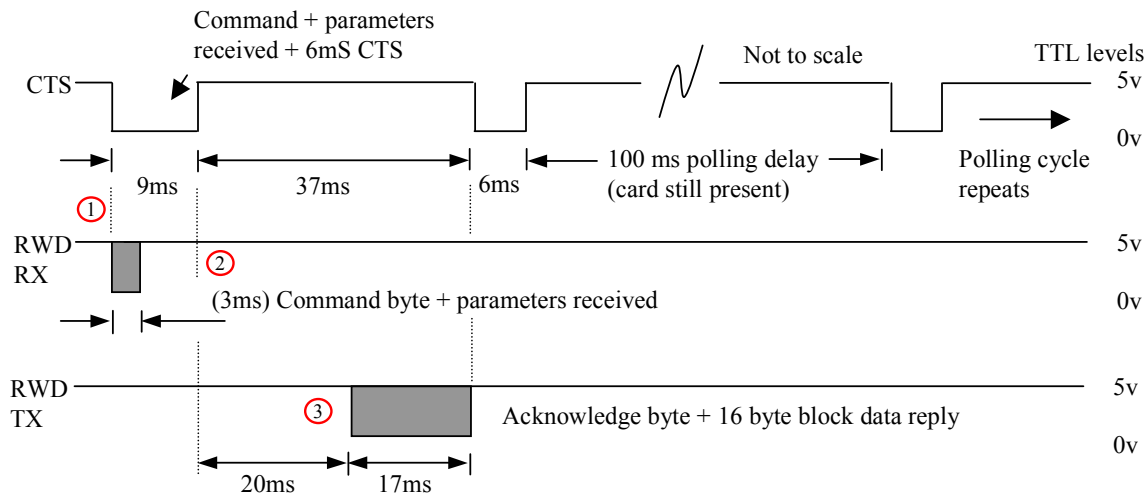 Command + parameters
received + 6mS CTS
Not to scale
TTL levels
CTS
5v
0v
9ms
37ms
6ms
100 ms polling delay
(card still present)
Polling cycle
repeats
1
RWD
RX
2
5v
(3ms) Command byte + parameters received
0v
RWD
TX
3
5v
Acknowledge byte + 16 byte block data reply
0v
20ms
17ms